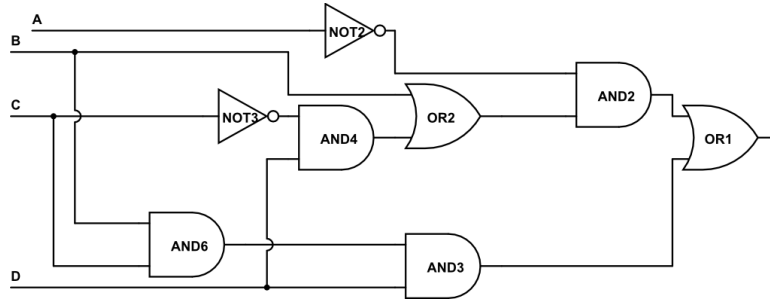 A
NOT2
B
AND2
C
NOT3
OR2
AND4
OR1
AND6
AND3
D